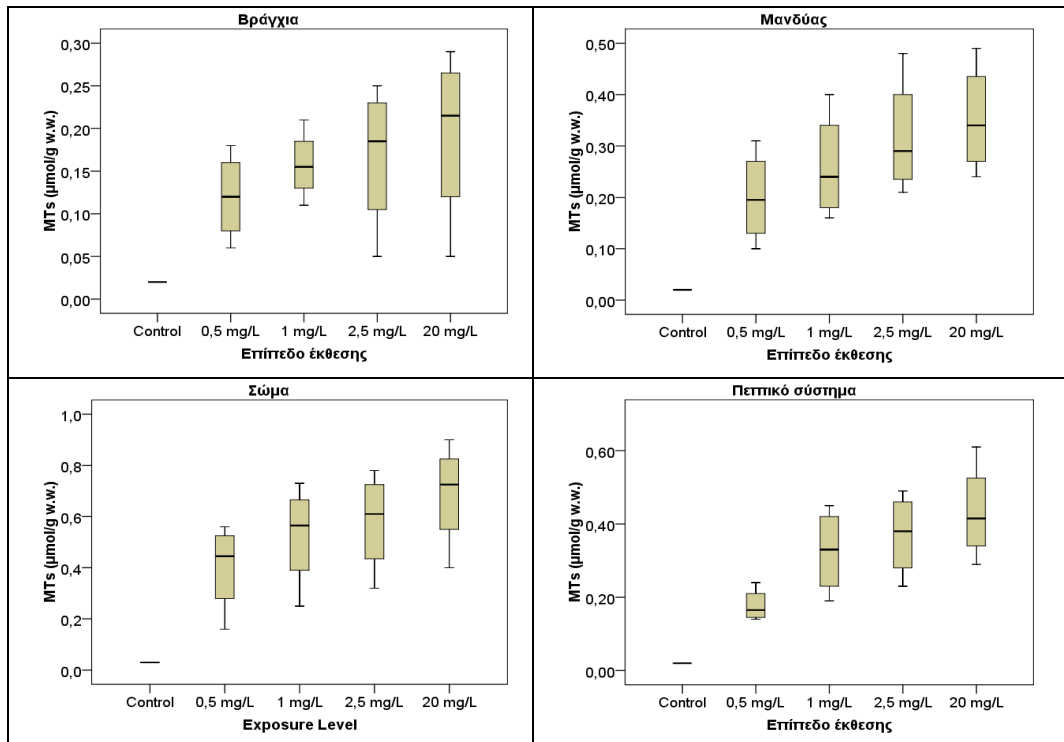 Βράγχια
0,30
0,25
0,20
0,15
0,10
0,05
0,00
MTs (μmol/g w.w.)
Control 0,5 mg/L 1 mg/L 2,5 mg/L 20 mg/L
Επίπεδο έκθεσης
Μανδύας
0,50
0,40
0,30
0,20
0,10
0,00
MTs (μmol/g w.w.)
Control 0,5 mg/L 1 mg/L 2,5 mg/L 20 mg/L
Επίπεδο έκθεσης
Σώμα
1,0
0,8
0,6
0,4
0,2
0,0
MTs (μmol/g w.w.)
Control 0,5 mg/L 1 mg/L 2,5 mg/L 20 mg/L
Exposure Level
Πεπτικό σύστημα
0,60
0,40
0,20
0,00
MTs (μmol/g w.w.)
Control 0,5 mg/L 1 mg/L 2,5 mg/L 20 mg/L
Επίπεδο έκθεσης